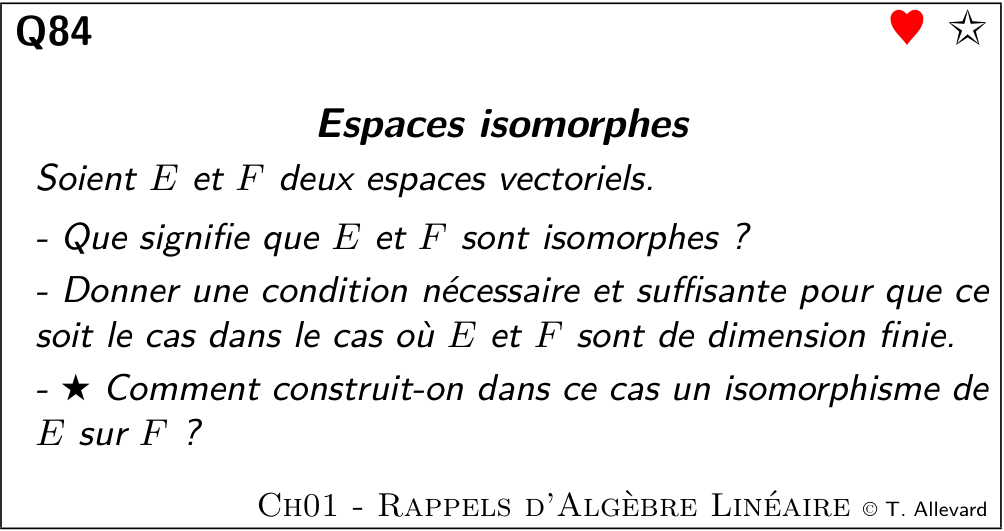 Q84 ♥ ☆
Espaces isomorphes
Soient E et F deux espaces vectoriels.
- Que signifie que E et F sont isomorphes ?
- Donner une condition nécessaire et suffisante pour que ce
soit le cas dans le cas où E et F sont de dimension finie.
- ★ Comment construit-on dans ce cas un isomorphisme de
E sur F ?
Ch01 - Rappels d'Algèbre Linéaire © T. Allevard